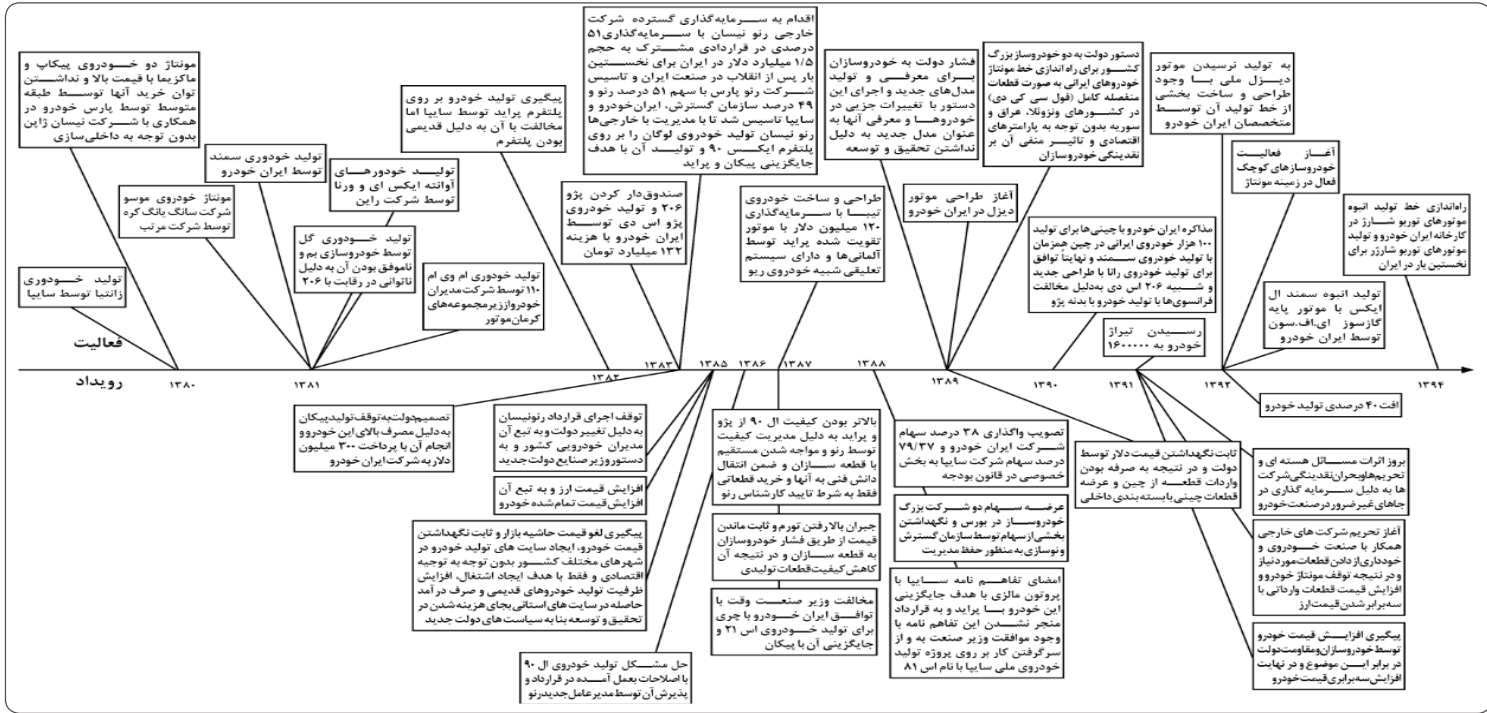 مونتاژ دو خودروی پیکاپ و
ماکزیما با قیمت بالا و نداشتن
توان خرید آنها توسط طبقه
متوسط توسط پارس خودرو در
همکاری با شرکت نیسان ژاپن
بدون توجه به داخلی‌سازی
تولید خودوری
زانتیا توسط سایپا
مونتاژ خودروی موسو
شرکت سانگ یانگ کره
توسط شرکت مرتب
تولید خودوری سمند
توسط ایران خودرو
تولید خودورهای
آوانته ایکس ای و ورنا
توسط شرکت راین
تولید خودوری گل
توسط خودروسازی بم و
ناموفق بودن آن به دلیل
ناتوانی در رقابت با ۲۰۶
تولید خودوری ام وی ام
۱۱۰ توسط شرکت مدیران
خودرو از زیر مجموعه‌های
کرمان موتور
پیگیری تولید خودرو بر روی
پلتفرم پراید توسط سایپا اما
مخالفت با آن به دلیل قدیمی
بودن پلتفرم
اقدام به سرمایه‌گذاری گسترده شرکت
خارجی رنو نیسان با سرمایه‌گذاری ۵۱
درصدی در قراردادی مشترک به حجم
۱/۵ میلیارد دلار در ایران برای نخستین
بار پس از انقلاب در صنعت ایران و تاسیس
شرکت رنو پارس با سهم ۵۱ درصد رنو و
۴۹ درصد سازمان گسترش، ایران‌خودرو و
سایپا تاسیس شد تا با مدیریت با خارجی‌ها
رنو نیسان تولید خودروی لوگان را بر روی
پلتفرم ایکس ۹۰ و تولید آن با هدف
جایگزینی پیکان و پراید
صندوق‌دار کردن پژو
۲۰۶ و تولید خودروی
پژو اس دی توسط
ایران خودرو با هزینه
۱۳۲ میلیارد تومان
طراحی و ساخت خودروی
تیبا با سرمایه‌گذاری
۱۲۰ میلیون دلار با موتور
تقویت شده پراید توسط
آلمانی‌ها و دارای سیستم
تعلیقی شبیه خودروی ریو
فشار دولت به خودروسازان
برای معرفی و تولید
مدل‌های جدید و اجرای این
دستور با تغییرات جزیی در
خودروها و معرفی آنها به
عنوان مدل جدید به دلیل
نداشتن تحقیق و توسعه
آغاز طراحی موتور
دیزل در ایران خودرو
دستور دولت به دو خودروساز بزرگ
کشور برای راه اندازی خط مونتاژ
خودروهای ایرانی به صورت قطعات
منفصله کامل (فول سی کی دی)
در کشورهای ونزوئلا، عراق و
سوریه بدون توجه به پارامترهای
اقتصادی و تاثیر منفی آن بر
نقدینگی خودروسازان
مذاکره ایران خودرو با چینی‌ها برای تولید
۱۰۰ هزار خودروی ایرانی در چین همزمان
با تولید خودروی سمند و نهایتاً توافق
برای تولید خودروی رانا با طراحی جدید
و شبیه ۲۰۶ اس دی به‌دلیل مخالفت
فرانسوی‌ها با تولید خودرو با بدنه پژو
رسیدن تیراژ
خودرو به ۱۶۰۰۰۰۰
به تولید نرسیدن موتور
دیزل ملی با وجود
طراحی و ساخت بخشی
از خط تولید آن توسط
متخصصان ایران خودرو
آغاز فعالیت
خودروسازهای کوچک
فعال در زمینه مونتاژ
تولید انبوه سمند ال
ایکس با موتور پایه
گازسوز ای.اف.سون
توسط ایران خودرو
راه‌اندازی خط تولید انبوه
موتورهای توربو شارژ در
کارخانه ایران خودرو و تولید
موتورهای توربو شارژر برای
نخستین بار در ایران
فعالیت
رویداد
۱۳۸۰
۱۳۸۱
۱۳۸۲
۱۳۸۳
۱۳۸۵
۱۳۸۶
۱۳۸۷
۱۳۸۸
۱۳۸۹
۱۳۹۰
۱۳۹۱
۱۳۹۲
۱۳۹۴
تصمیم دولت به توقف تولید پیکان
به دلیل مصرف بالای این خودرو و
انجام آن با پرداخت ۳۰۰ میلیون
دلار به شرکت ایران خودرو
توقف اجرای قرارداد رنونیسان
به دلیل تغییر دولت و به تبع آن
مدیران خودرویی کشور و به
دستور وزیر صنایع دولت جدید
افزایش قیمت ارز و به تبع آن
افزایش قیمت تمام‌شده خودرو
پیگیری لغو قیمت حاشیه بازار و ثابت نگهداشتن
قیمت خودرو، ایجاد سایت های تولید خودرو در
شهرهای مختلف کشور بدون توجه به توجیه
اقتصادی و فقط با هدف ایجاد اشتغال، افزایش
ظرفیت تولید خودروهای قدیمی و صرف درآمد
حاصله در سایت های استانی بجای هزینه شدن در
تحقیق و توسعه بنا به سیاست های دولت جدید
حل مشکل تولید خودروی ال ۹۰
با اصلاحات بعمل آمده در قرارداد و
پذیرش آن توسط مدیر عامل جدید رنو
بالاتر بودن کیفیت ال ۹۰ از پژو
و پراید به دلیل مدیریت کیفیت
توسط رنو و مواجه شدن مستقیم
با قطعه سازان و ضمن انتقال
دانش فنی به آنها و خرید قطعاتی
فقط به شرط تایید کارشناس رنو
جبران بالا رفتن تورم و ثابت ماندن
قیمت از طریق فشار خودروسازان
به قطعه سازان و در نتیجه آن
کاهش کیفیت قطعات تولیدی
مخالفت وزیر صنعت وقت با
توافق ایران خودرو با چری
برای تولید خودروی اس ۲۱ و
جایگزینی آن با پیکان
تصویب واگذاری ۳۸ درصد سهام
شرکت ایران خودرو و ۷۹/۳۷
درصد سهام شرکت سایپا به بخش
خصوصی در قانون بودجه
عرضه سهام دو شرکت بزرگ
خودروساز در بورس و نگهداشتن
بخشی از سهام توسط سازمان گسترش
و نوسازی به منظور حفظ مدیریت
امضای تفاهم نامه سایپا با
پروتون مالزی با هدف جایگزینی
این خودرو با پراید و به قرارداد
منجر نشدن این تفاهم نامه با
وجود موافقت وزیر صنعت به و از
سرگرفتن کار بر روی پروژه تولید
خودروی ملی سایپا با نام اس ۸۱
ثابت نگهداشتن قیمت دلار توسط
دولت و در نتیجه به صرفه بودن
واردات قطعه از چین و عرضه
قطعات چینی با بسته بندی داخلی
افت ۴۰ درصدی تولید خودرو
بروز اثرات مسائل هسته ای و
تحریم‌ها و بحران نقدینگی شرکت
ها به دلیل سرمایه گذاری در
جاهای غیر ضرور در صنعت خودرو
آغاز تحریم شرکت های خارجی
همکار با صنعت خودروی و
خودداری از دادن قطعات مورد نیاز
و در نتیجه توقف مونتاژ خودرو و
افزایش قیمت قطعات وارداتی با
سه برابر شدن قیمت ارز
پیگیری افزایش قیمت خودرو
توسط خودروسازان و مقاومت دولت
در برابر این موضوع و در نهایت
افزایش سه برابری قیمت خودرو